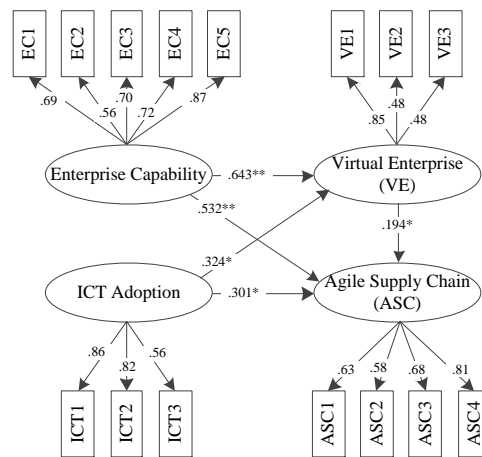 EC1
EC2
EC3
EC4
EC5
VE1
VE2
VE3
.69
.56
.70
.72
.87
.85
.48
.48
Enterprise Capability
.643**
Virtual Enterprise
(VE)
.532**
.194*
.324*
ICT Adoption
.301*
Agile Supply Chain
(ASC)
.86
.82
.56
.63
.58
.68
.81
ICT1
ICT2
ICT3
ASC1
ASC2
ASC3
ASC4